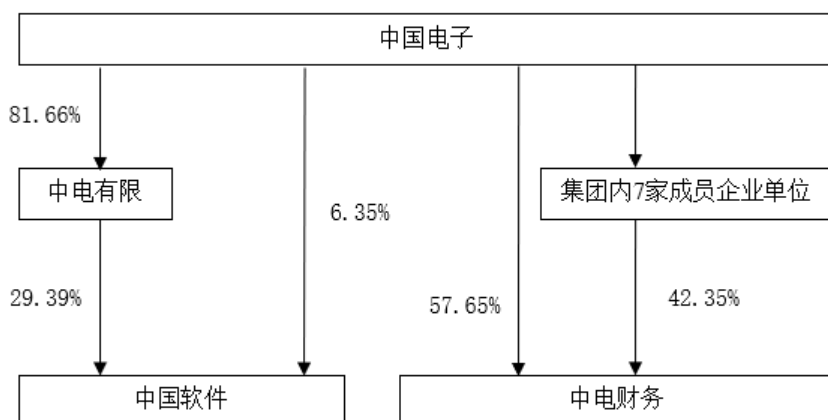 中国电子
81.66%
中电有限
集团内7家成员企业单位
6.35%
29.39%
57.65%
42.35%
中国软件
中电财务